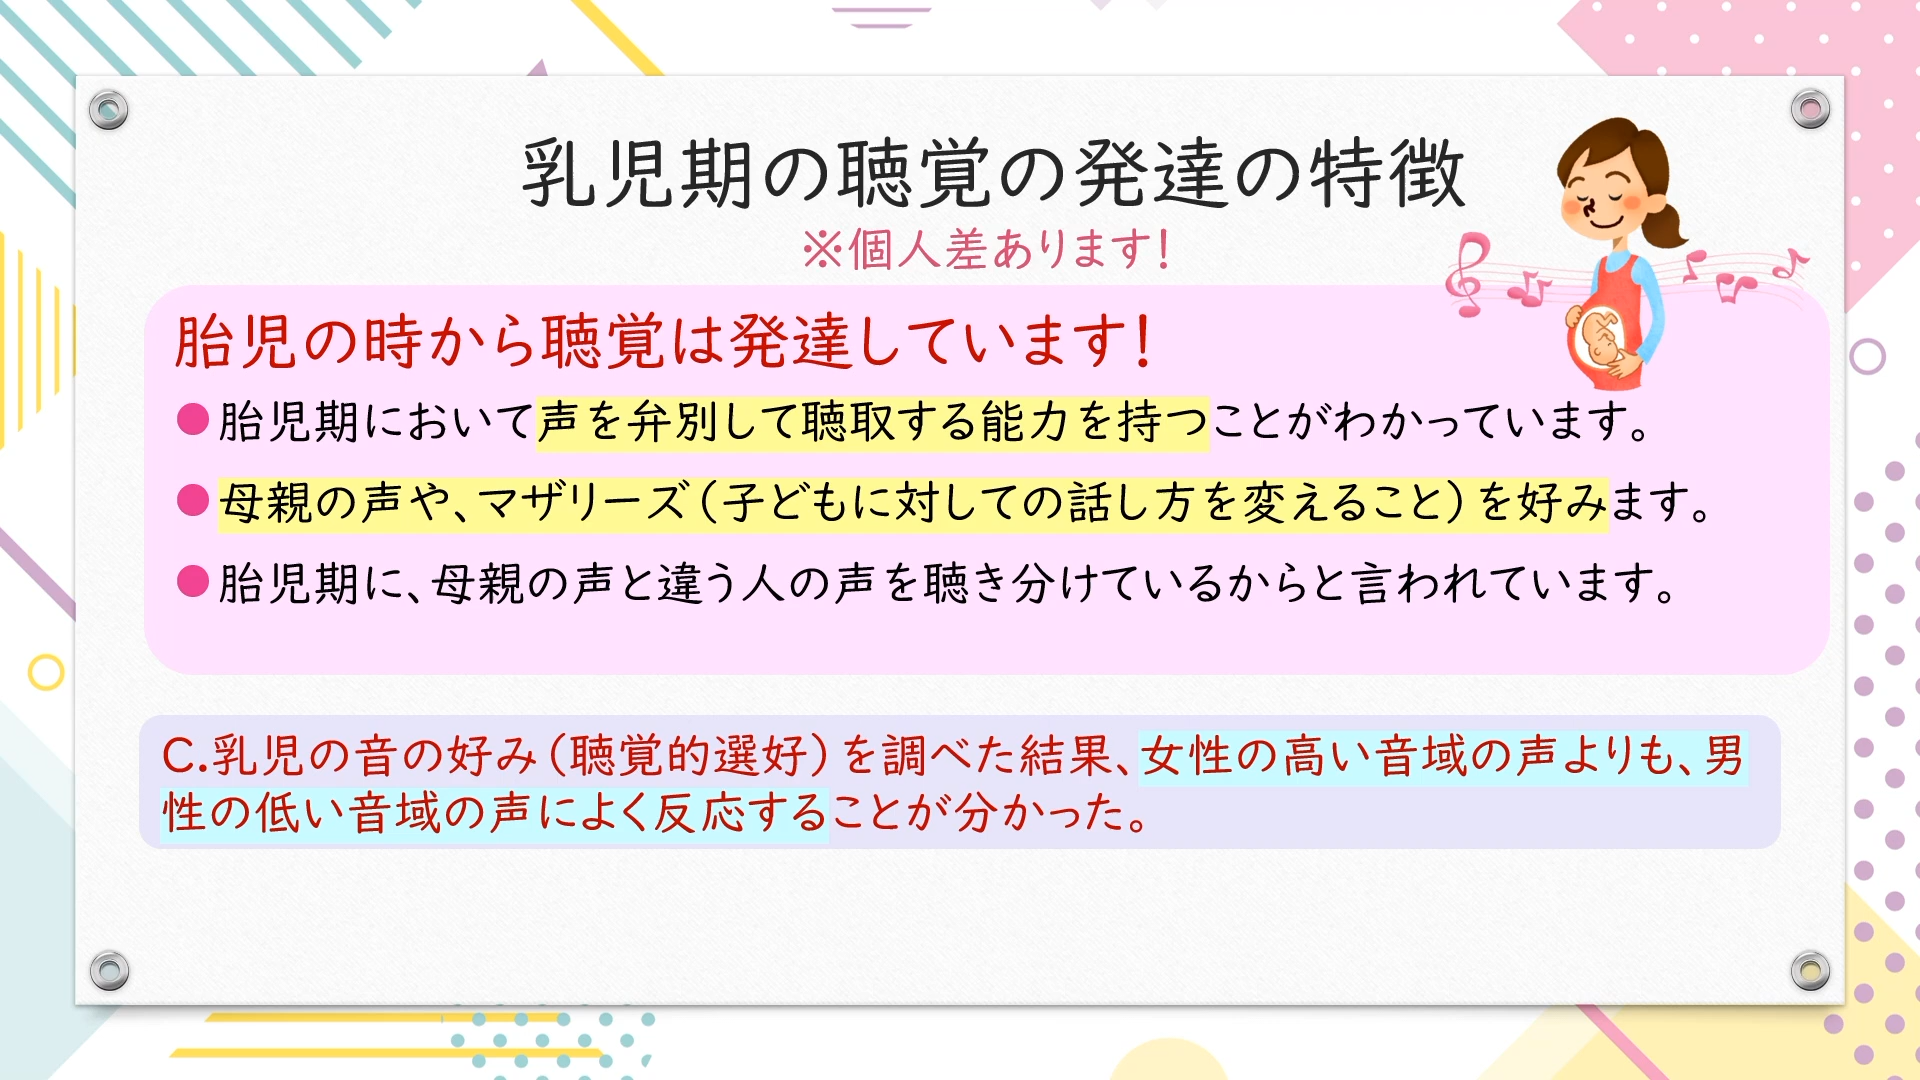 乳児期の聴覚の発達の特徴
※個人差あります!
胎児の時から聴覚は発達しています!
●胎児期において声を弁別して聴取する能力を持つことがわかっています。
●母親の声や、マザリーズ(子どもに対しての話し方を変えること)を好みます。
●胎児期に、母親の声と違う人の声を聴き分けているからと言われています。
C.乳児の音の好み(聴覚的選好)を調べた結果、女性の高い音域の声よりも、男
性の低い音域の声によく反応することが分かった。